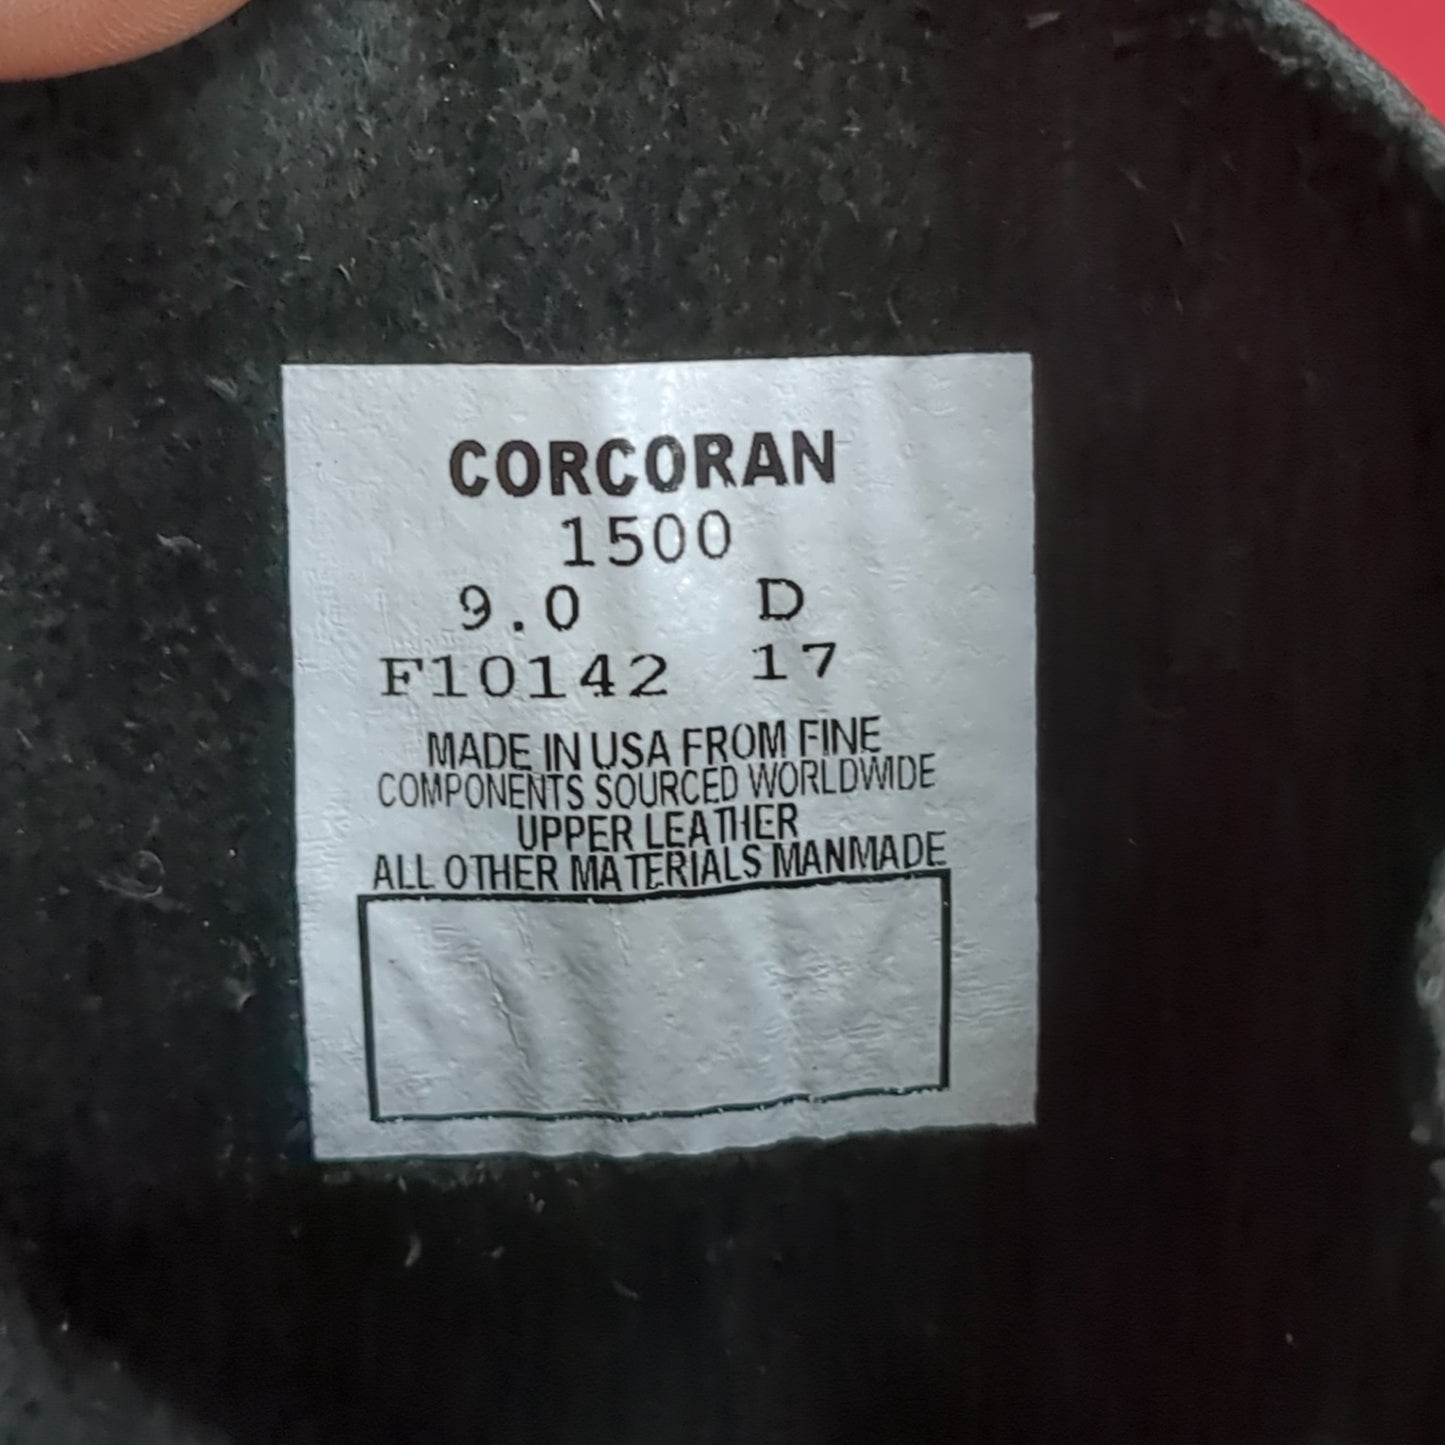 CORCORAN
1500
9.0 D
F10142 17
MADE IN USA FROM FINE
COMPONENTS SOURCED WORLDWIDE
UPPER LEATHER
ALL OTHER MATERIALS MANMADE